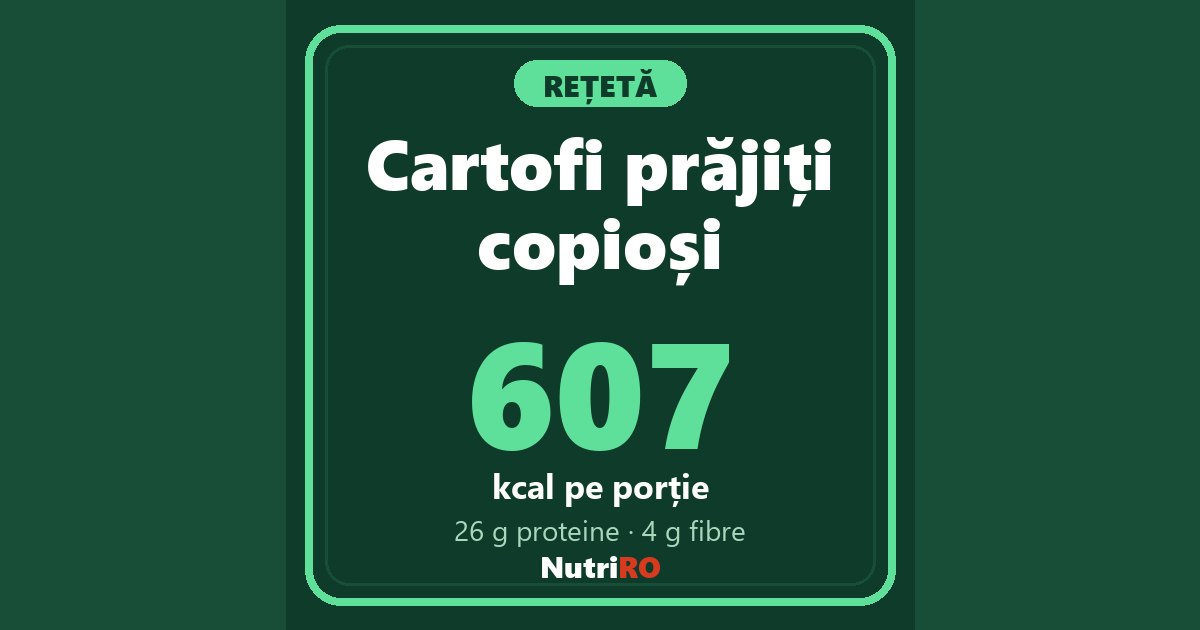 REȚETĂ
Cartofi prăjiți
copioși
607
kcal pe porție
26 g proteine · 4 g fibre
NutriRO